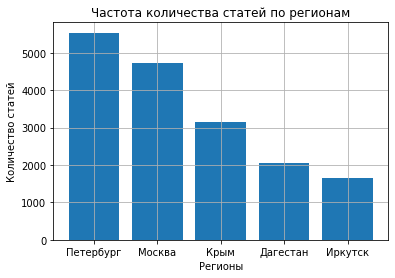 Частота количества статей по регионам
Количество статей
5000
4000
3000
2000
1000
0
Петербург Москва Крым Дагестан Иркутск
Регионы